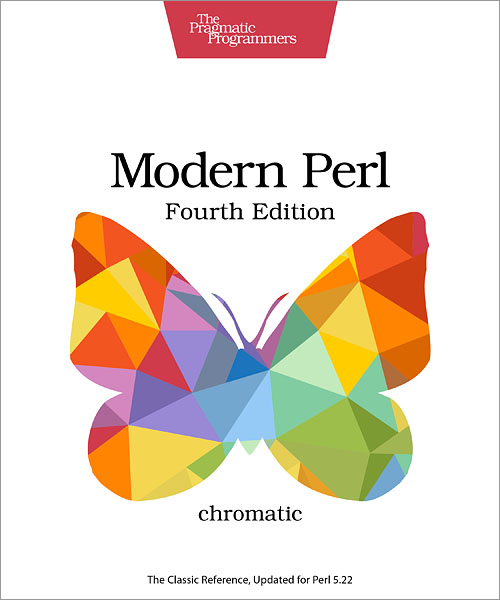 The
Pragmatic
Programmers
Modern Perl
Fourth Edition
chromatic
The Classic Reference, Updated for Perl 5.22